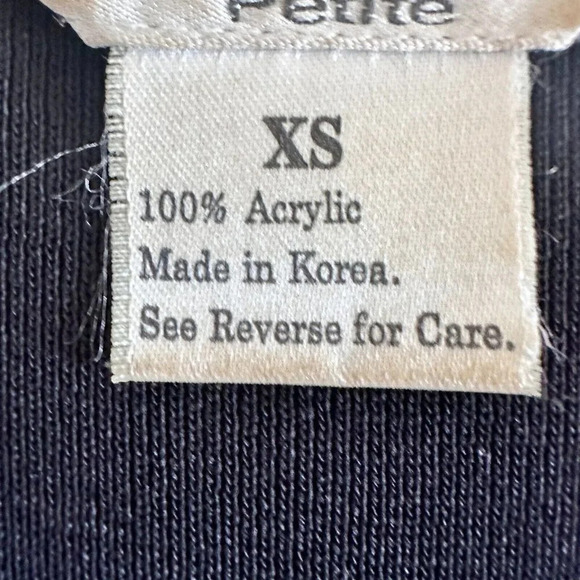 Petite
XS
100% Acrylic
Made in Korea.
See Reverse for Care.